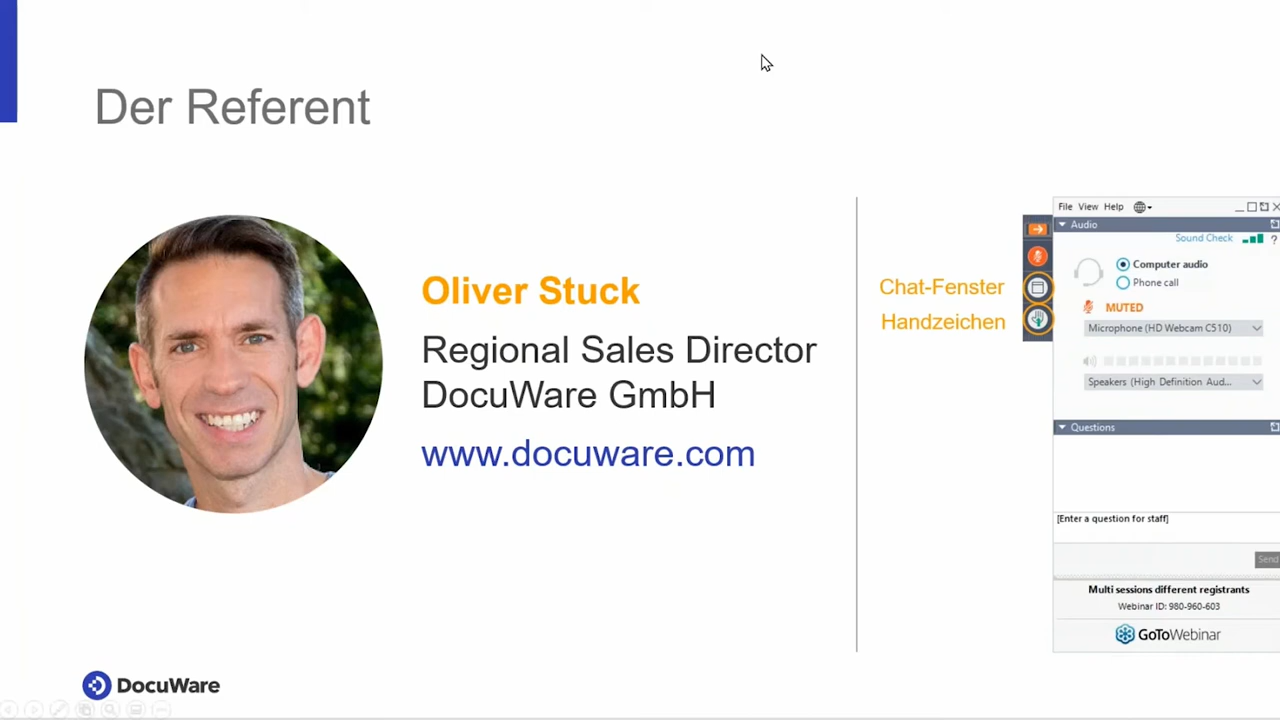 Der Referent
Oliver Stuck
Regional Sales Director
DocuWare GmbH
www.docuware.com
Chat-Fenster
Handzeichen
File View Help
Audio
Sound Check
?
Computer audio
Phone call
MUTED
Microphone (HD Webcam C510)
Speakers (High Definition Aud...
Questions
[Enter a question for staff]
Send
Multi sessions different registrants
Webinar ID: 980-960-603
GoToWebinar
DocuWare